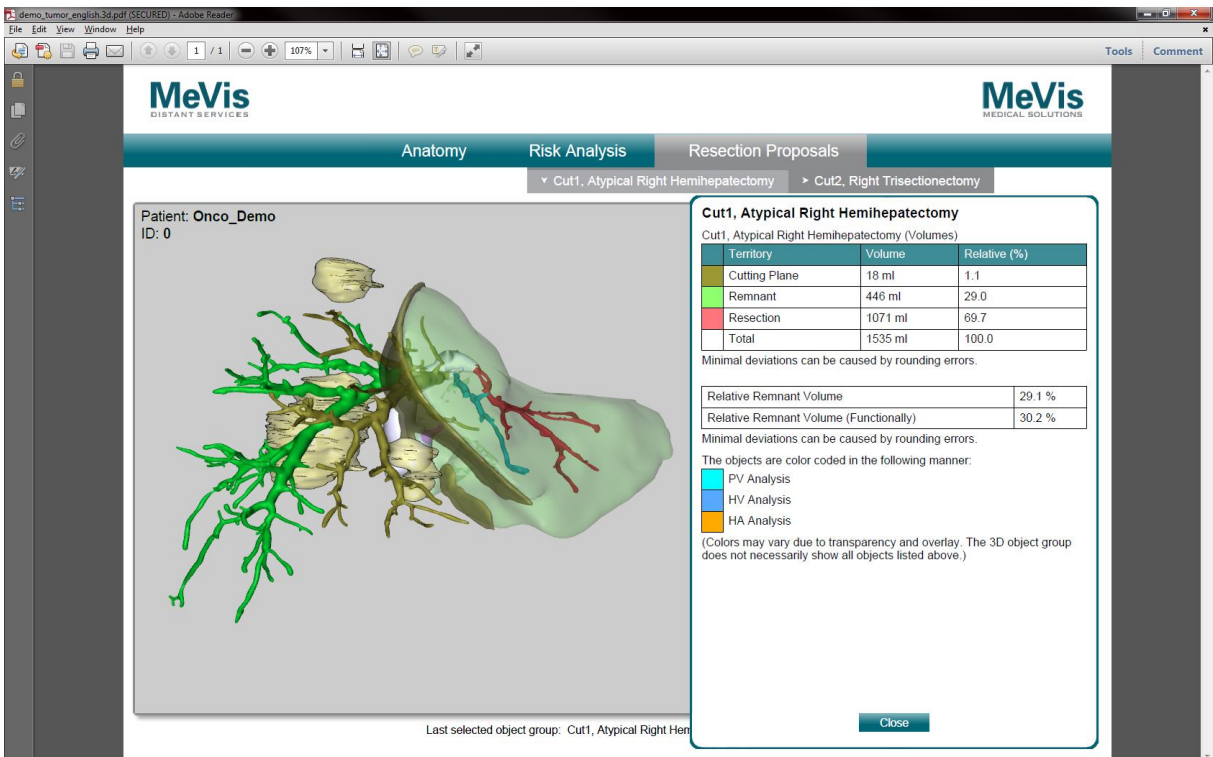 demo_tumor_english.3d.pdf (SECURED) - Adobe Reader
File Edit View Window Help
1 / 1 107% Tools Comment
MeVis
DISTANT SERVICES
MeVis
MEDICAL SOLUTIONS
Anatomy Risk Analysis Resection Proposals
Cut1, Atypical Right Hemihepatectomy Cut2, Right Trisectionectomy
Patient: Onco_Demo
ID: 0
Cut1, Atypical Right Hemihepatectomy
Cut1, Atypical Right Hemihepatectomy (Volumes)
Territory Volume Relative (%)
Cutting Plane 18 ml 1.1
Remnant 446 ml 29.0
Resection 1071 ml 69.7
Total 1535 ml 100.0
Minimal deviations can be caused by rounding errors.
Relative Remnant Volume 29.1 %
Relative Remnant Volume (Functionally) 30.2 %
Minimal deviations can be caused by rounding errors.
The objects are color coded in the following manner:
PV Analysis
HV Analysis
HA Analysis
(Colors may vary due to transparency and overlay. The 3D object group
does not necessarily show all objects listed above.)
Close
Last selected object group: Cut1, Atypical Right Hem